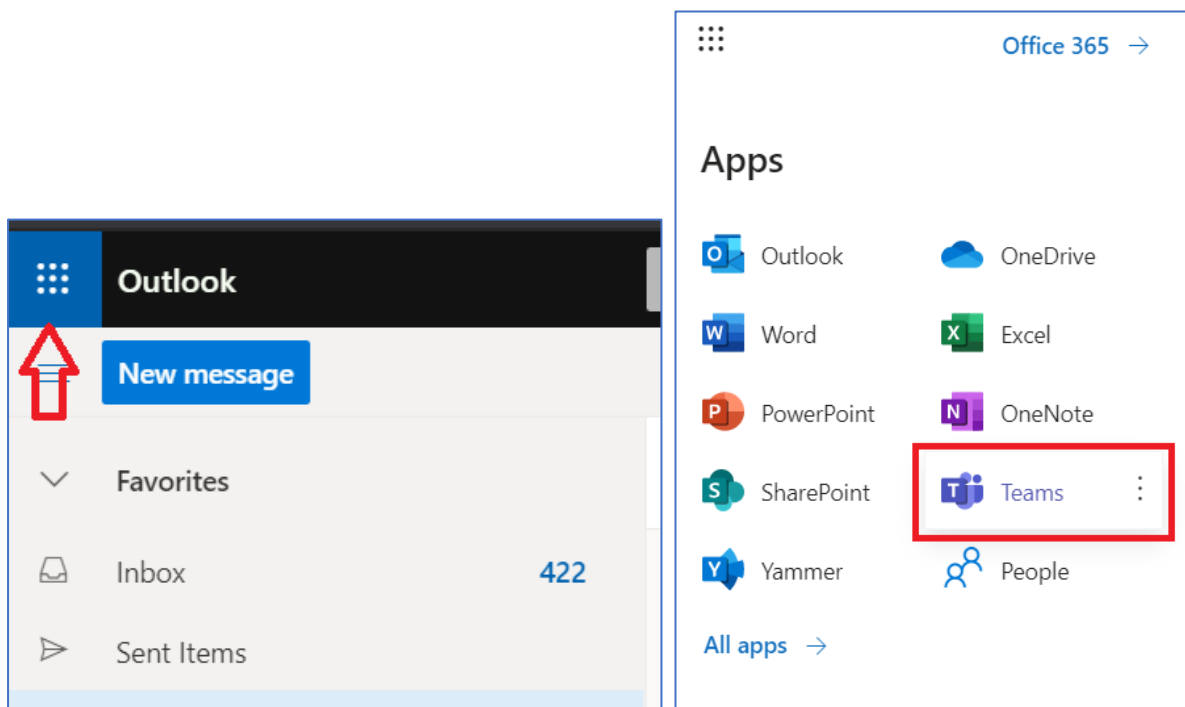 Outlook
New message
Favorites
Inbox 422
Sent Items
Office 365
Apps
O Outlook OneDrive
W Word X Excel
P PowerPoint N OneNote
S SharePoint T Teams
Y Yammer People
All apps